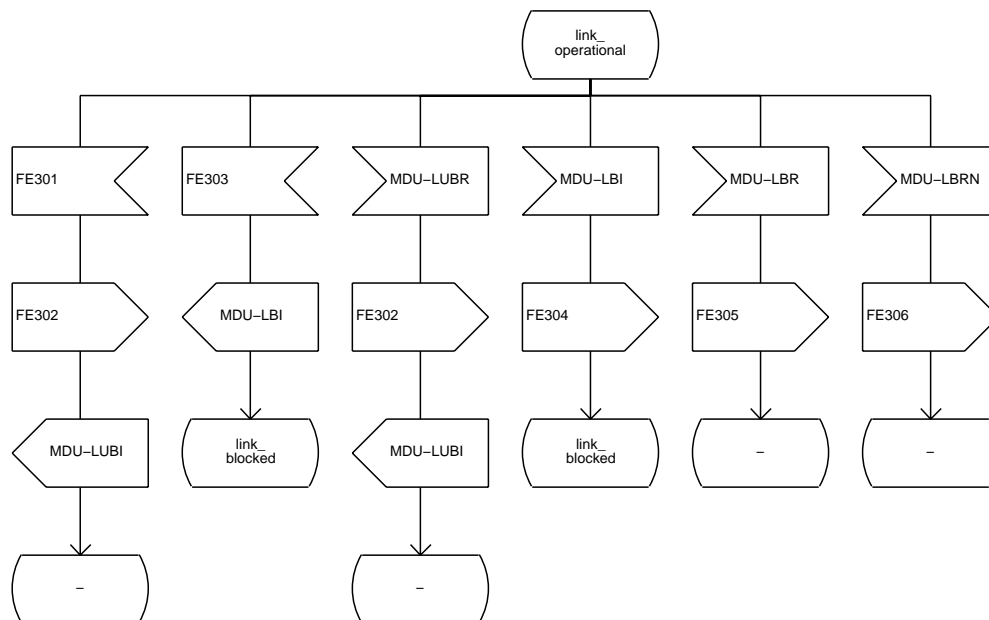 link_
operational
FE301
FE303
MDU−LUBR
MDU−LBI
MDU−LBR
MDU−LBRN
FE302
MDU−LBI
FE302
FE304
FE305
FE306
MDU−LUBI
link_
blocked
MDU−LUBI
link_
blocked
−
−
−
−